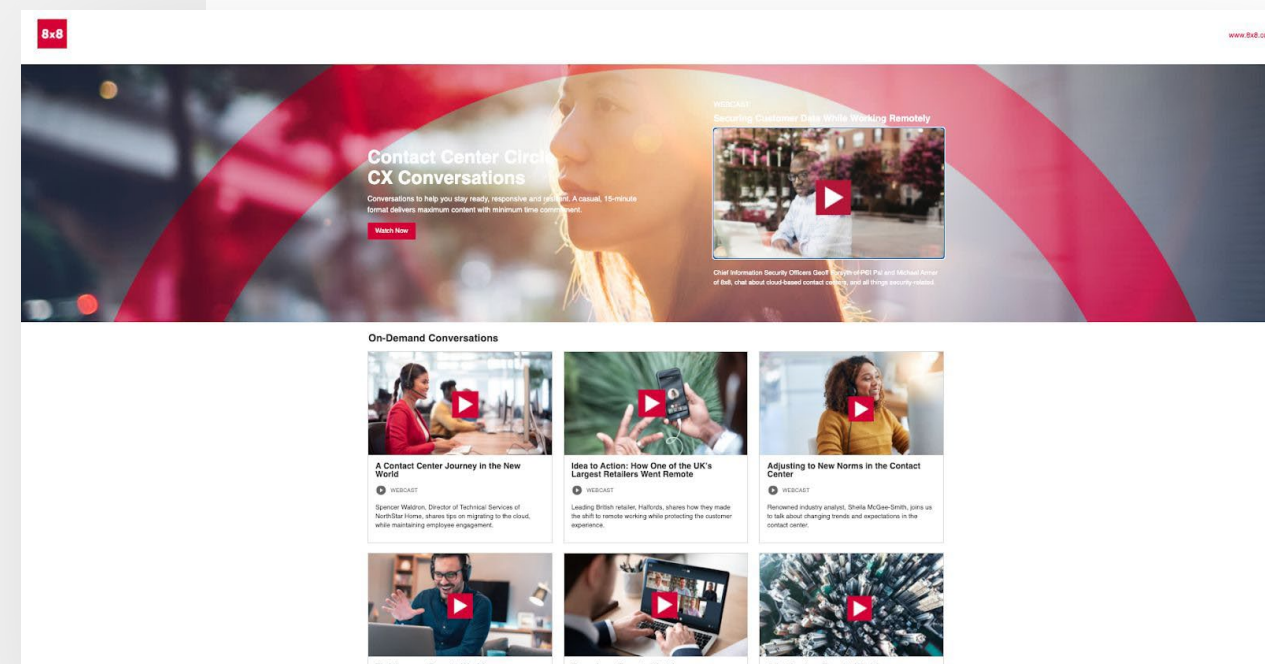 8x8
www.8x8.co
WEBCAST
Securing Customer Data While Working Remotely
Contact Center Circ
CX Conversations
Conversations to help you stay ready, responsive and resilient. A casual, 15-minute
format delivers maximum content with minimum time commitment.
Watch Now
Chief Information Security Officers Geoff Forsyth of PCI Pal and Michael Armer
of 8x8, chat about cloud-based contact centers, and all things security-related.
On-Demand Conversations
A Contact Center Journey in the New
World
WEBCAST
Spencer Waldron, Director of Technical Services of
NorthStar Home, shares tips on migrating to the cloud,
while maintaining employee engagement.
Idea to Action: How One of the UK's
Largest Retailers Went Remote
WEBCAST
Leading British retailer, Halfords, shares how they made
the shift to remote working while protecting the customer
experience.
Adjusting to New Norms in the Contact
Center
WEBCAST
Renowned industry analyst, Sheila McGee-Smith, joins us
to talk about changing trends and expectations in the
contact center.